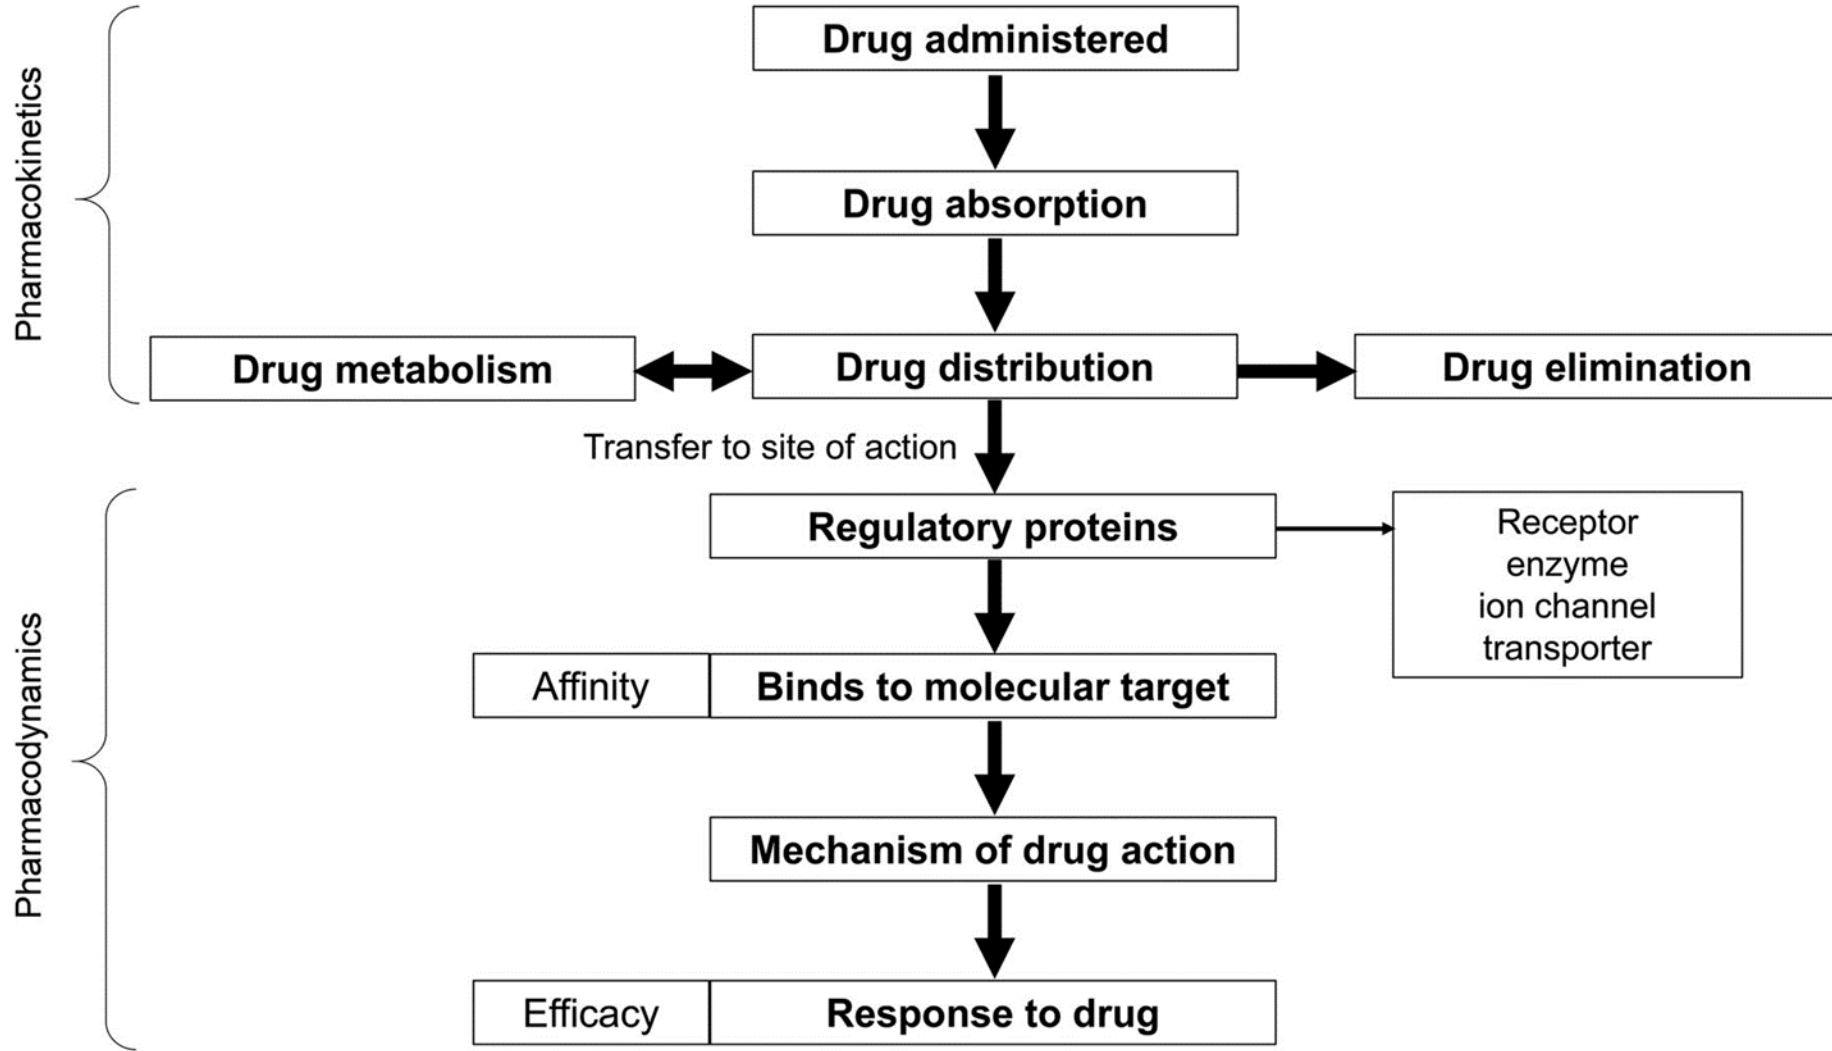 Pharmacokinetics
Drug administered
Drug absorption
Drug metabolism
Drug distribution
Drug elimination
Transfer to site of action
Pharmacodynamics
Regulatory proteins
Receptor
enzyme
ion channel
transporter
Affinity
Binds to molecular target
Mechanism of drug action
Efficacy
Response to drug